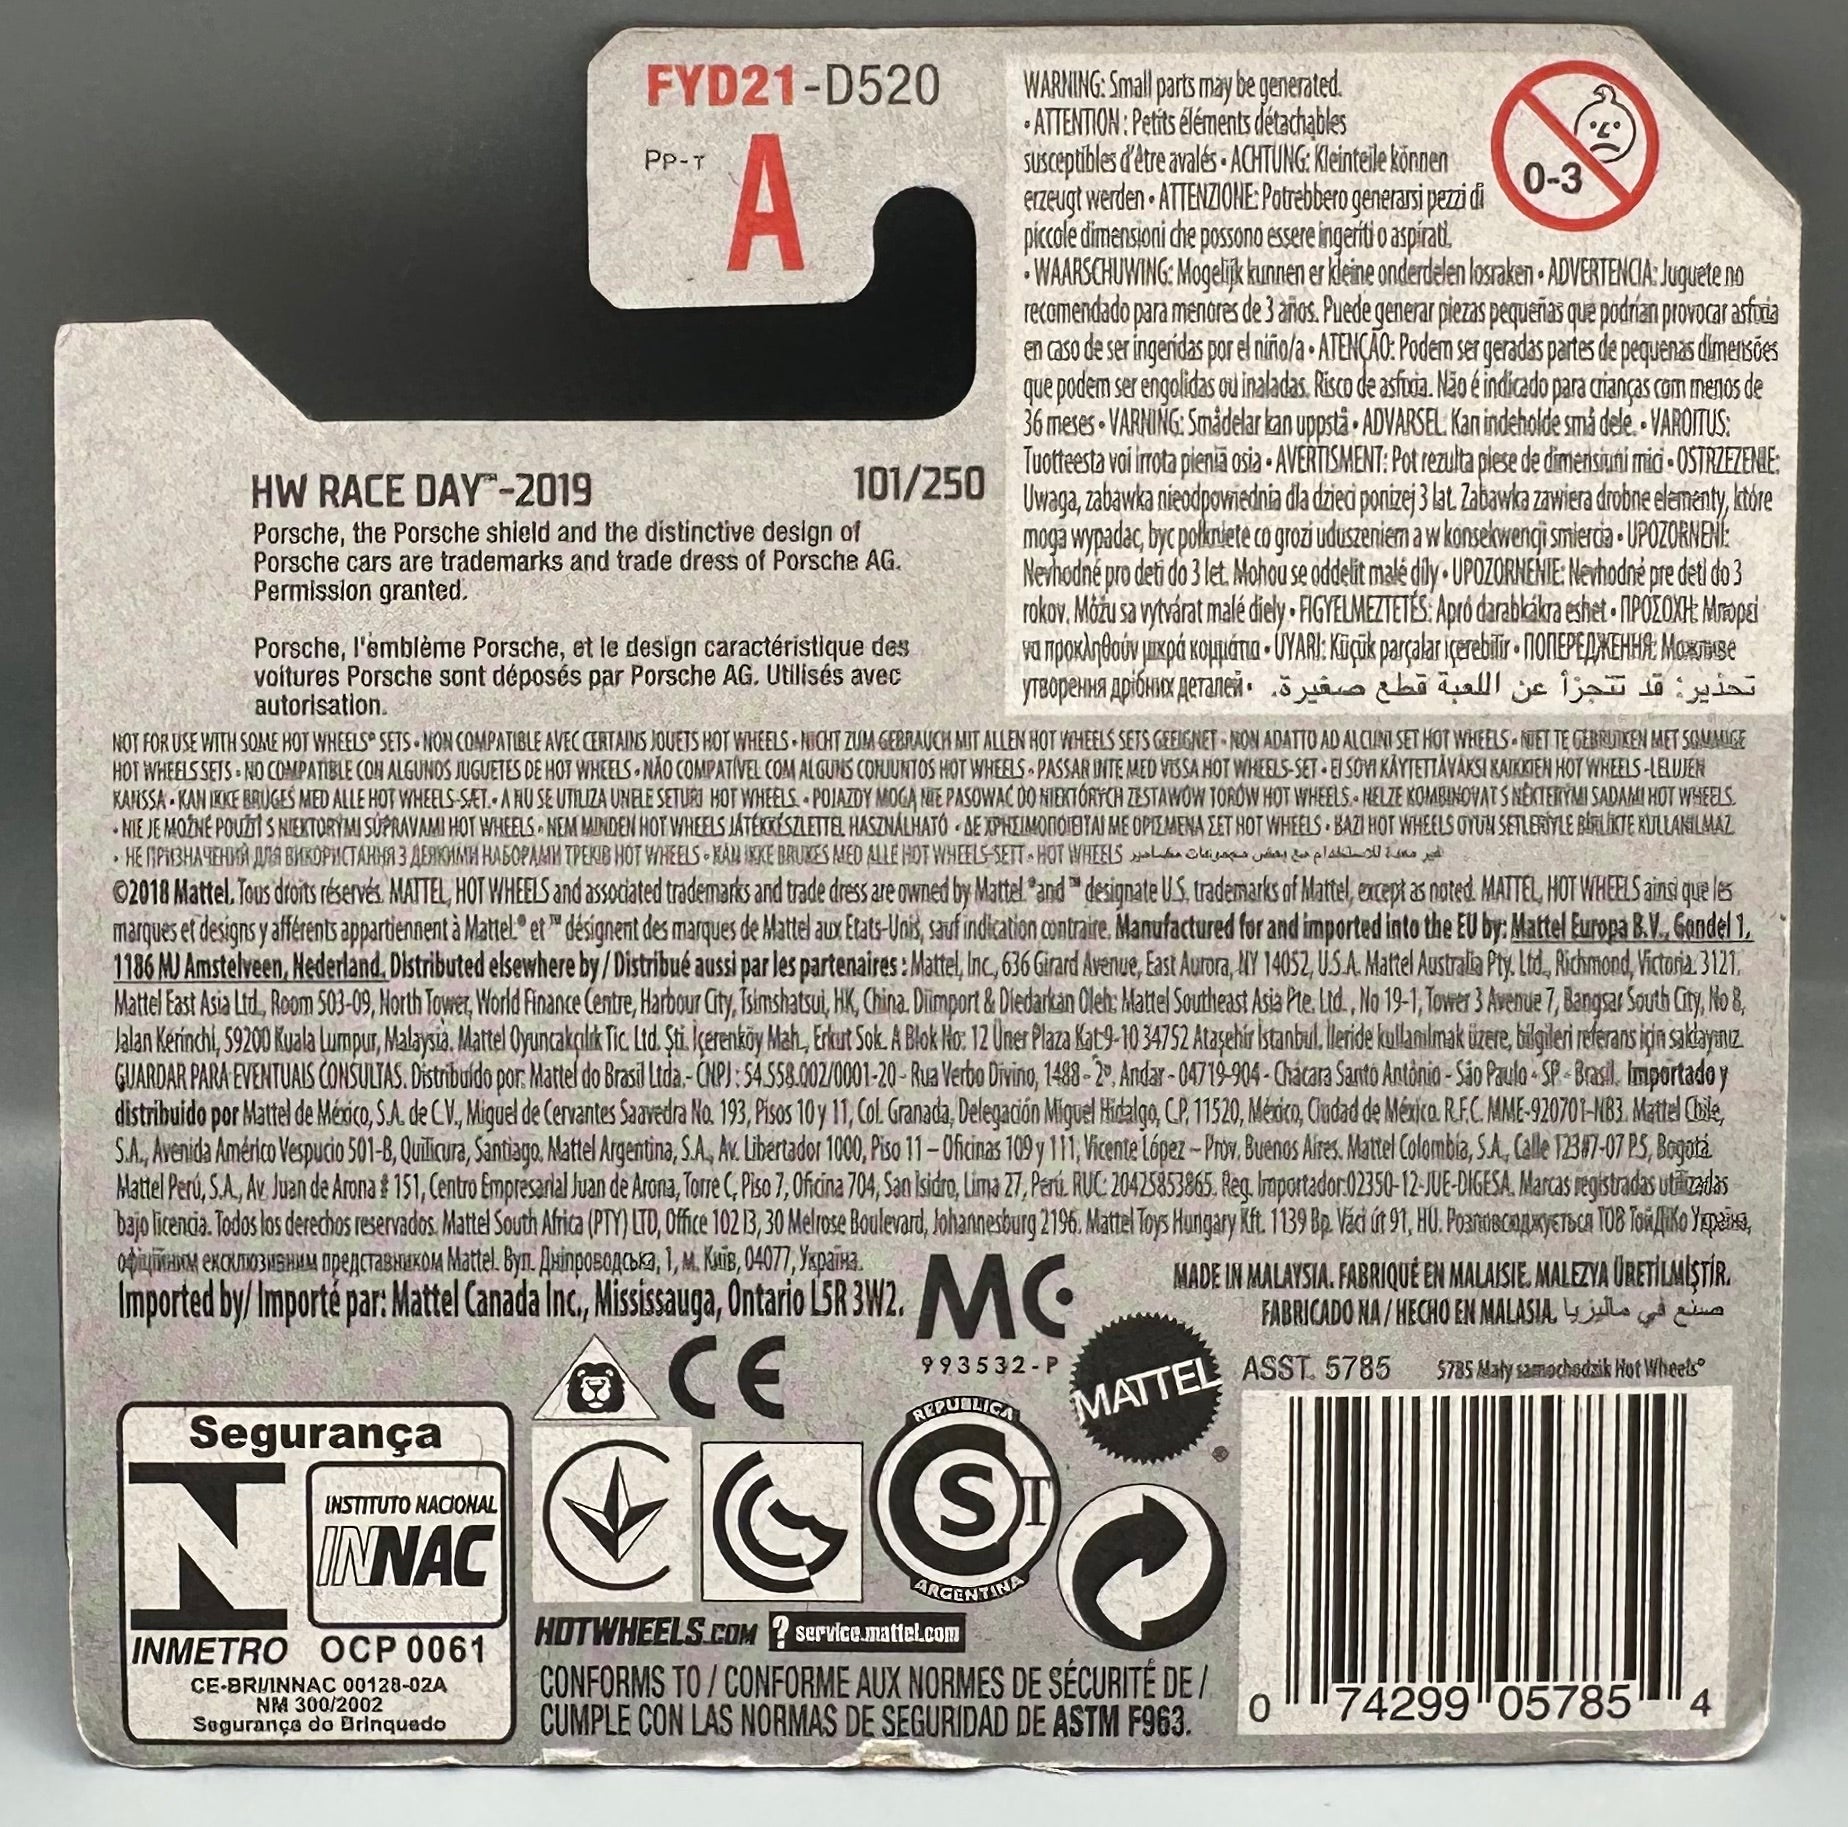 FYD21-D520
PP-T A
WARNING: Small parts may be generated.
• ATTENTION : Petits éléments détachables
susceptibles d'être avalés • ACHTUNG: Kleinteile können
erzeugt werden • ATTENZIONE: Potrebbero generarsi pezzi di
piccole dimensioni che possono essere ingeriti o aspirati.
• WAARSCHUWING: Mogelijk kunnen er kleine onderdelen losraken • ADVERTENCIA: Juguete no
recomendado para menores de 3 años. Puede generar piezas pequeñas que podrían provocar asfixia
en caso de ser ingeridas por el niño/a • ATENÇÃO: Podem ser geradas partes de pequenas dimensões
que podem ser engolidas ou inaladas. Risco de asfixia. Não é indicado para crianças com menos de
36 meses • VARNING: Smådelar kan uppstå • ADVARSEL: Kan indeholde små dele. • VAROITUS:
Tuotteesta voi irrota pieniä osia • AVERTISMENT: Pot rezulta piese de dimensiuni mici • OSTRZEZENIE:
Uwaga, zabawka nieodpowiednia dla dzieci ponizej 3 lat. Zabawka zawiera drobne elementy, które
moga wypadac, byc polkniete co grozi uduszeniem a w konsekwencji smiercia • UPOZORNENI:
Nevhodné pro deti do 3 let. Mohou se oddelit malé díly • UPOZORNENIE: Nevhodné pre deti do 3
rokov. Môžu sa vytvárat malé diely • FIGYELMEZTETÉS: Apró darabkákra eshet • ΠΡΟΣΟΧΗ: Μπορεί
να προκληθούν μικρά κομμάτια • UYARI: Küçük parçalar içerebilir • ПОПЕРЕДЖЕННЯ: Можливе
утворення дрібних деталей • تحذير: قد تتجزأ عن اللعبة قطع صغيرة.
0-3
HW RACE DAY™-2019 101/250
Porsche, the Porsche shield and the distinctive design of
Porsche cars are trademarks and trade dress of Porsche AG.
Permission granted.
Porsche, l'emblème Porsche, et le design caractéristique des
voitures Porsche sont déposés par Porsche AG. Utilisés avec
autorisation.
NOT FOR USE WITH SOME HOT WHEELS® SETS • NON COMPATIBLE AVEC CERTAINS JOUETS HOT WHEELS • NICHT ZUM GEBRAUCH MIT ALLEN HOT WHEELS SETS GEEIGNET • NON ADATTO AD ALCUNI SET HOT WHEELS • NIET TE GEBRUIKEN MET SOMMIGE
HOT WHEELS SETS • NO COMPATIBLE CON ALGUNOS JUGUETES DE HOT WHEELS • NÃO COMPATÍVEL COM ALGUNS CONJUNTOS HOT WHEELS • PASSAR INTE MED VISSA HOT WHEELS-SET • EI SOVI KÄYTETTÄVÄKSI KAIKKIEN HOT WHEELS -LELUJEN
KANSSA • KAN IKKE BRUGES MED ALLE HOT WHEELS-SÆT. • A NU SE UTILIZA UNELE SETURI HOT WHEELS. • POJAZDY MOGĄ NIE PASOWAĆ DO NIEKTÓRYCH ZESTAWÓW TORÓW HOT WHEELS. • NELZE KOMBINOVAT S NĚKTERÝMI SADAMI HOT WHEELS.
• NIE JE MOŽNÉ POUŽIŤ S NIEKTORÝMI SÚPRAVAMI HOT WHEELS • NEM MINDEN HOT WHEELS JÁTÉKKÉSZLETTEL HASZNÁLHATÓ • ΔΕ ΧΡΗΣΙΜΟΠΟΙΕΙΤΑΙ ΜΕ ΟΡΙΣΜΕΝΑ ΣΕΤ HOT WHEELS • BAZI HOT WHEELS OYUN SETLERİYLE BİRLİKTE KULLANILMAZ.
• НЕ ПРИЗНАЧЕНИЙ ДЛЯ ВИКОРИСТАННЯ З ДЕЯКИМИ НАБОРАМИ ТРЕКІВ HOT WHEELS • KAN IKKE BRUKES MED ALLE HOT WHEELS-SETT • HOT WHEELS غير معدة للاستخدام مع بعض مجموعات مضامير
©2018 Mattel. Tous droits réservés. MATTEL, HOT WHEELS and associated trademarks and trade dress are owned by Mattel. ® and ™ designate U.S. trademarks of Mattel, except as noted. MATTEL, HOT WHEELS ainsi que les
marques et designs y afférents appartiennent à Mattel. ® et ™ désignent des marques de Mattel aux Etats-Unis, sauf indication contraire. Manufactured for and imported into the EU by: Mattel Europa B.V., Gondel 1,
1186 MJ Amstelveen, Nederland. Distributed elsewhere by / Distribué aussi par les partenaires : Mattel, Inc., 636 Girard Avenue, East Aurora, NY 14052, U.S.A. Mattel Australia Pty. Ltd., Richmond, Victoria. 3121.
Mattel East Asia Ltd., Room 503-09, North Tower, World Finance Centre, Harbour City, Tsimshatsui, HK, China. Diimport & Diedarkan Oleh: Mattel Southeast Asia Pte. Ltd. , No 19-1, Tower 3 Avenue 7, Bangsar South City, No 8,
Jalan Kerinchi, 59200 Kuala Lumpur, Malaysia. Mattel Oyuncakçılık Tic. Ltd. Şti. İçerenköy Mah., Erkut Sok. A Blok No: 12 Üner Plaza Kat:9-10 34752 Ataşehir İstanbul. İleride kullanılmak üzere, bilgileri referans için saklayınız.
GUARDAR PARA EVENTUAIS CONSULTAS. Distribuído por: Mattel do Brasil Ltda.- CNPJ : 54.558.002/0001-20 - Rua Verbo Divino, 1488 - 2º. Andar - 04719-904 - Chácara Santo Antônio - São Paulo - SP - Brasil. Importado y
distribuido por Mattel de México, S.A. de C.V., Miguel de Cervantes Saavedra No. 193, Pisos 10 y 11, Col. Granada, Delegación Miguel Hidalgo, C.P. 11520, México, Ciudad de México. R.F.C. MME-920701-NB3. Mattel Chile,
S.A., Avenida Américo Vespucio 501-B, Quilicura, Santiago. Mattel Argentina, S.A., Av. Libertador 1000, Piso 11 – Oficinas 109 y 111, Vicente López – Prov. Buenos Aires. Mattel Colombia, S.A., Calle 123#7-07 P.5, Bogotá.
Mattel Perú, S.A., Av. Juan de Arona # 151, Centro Empresarial Juan de Arona, Torre C, Piso 7, Oficina 704, San Isidro, Lima 27, Perú. RUC: 20425853865. Reg. Importador:02350-12-JUE-DIGESA. Marcas registradas utilizadas
bajo licencia. Todos los derechos reservados. Mattel South Africa (PTY) LTD, Office 102 I3, 30 Melrose Boulevard, Johannesburg 2196. Mattel Toys Hungary Kft. 1139 Bp. Váci út 91, HU. Розповсюджується ТОВ ТойДіКо Україна,
офіційним ексклюзивним представником Mattel. Вул. Дніпроводська, 1, м. Київ, 04077, Україна.
Imported by/ Importé par: Mattel Canada Inc., Mississauga, Ontario L5R 3W2.
MC
993532-P
MADE IN MALAYSIA. FABRIQUÉ EN MALAISIE. MALEZYA ÜRETİLMİŞTİR.
FABRICADO NA / HECHO EN MALASIA. صنع في ماليزيا
CE
MATTEL ®
ASST. 5785 5785 Mały samochodzik Hot Wheels®
Segurança
INSTITUTO NACIONAL
INNAC
INMETRO OCP 0061
CE-BRI/INNAC 00128-02A
NM 300/2002
Segurança do Brinquedo
REPUBLICA
S T
ARGENTINA
HOTWHEELS.COM ? service.mattel.com
CONFORMS TO / CONFORME AUX NORMES DE SÉCURITÉ DE /
CUMPLE CON LAS NORMAS DE SEGURIDAD DE ASTM F963.
0 74299 05785 4